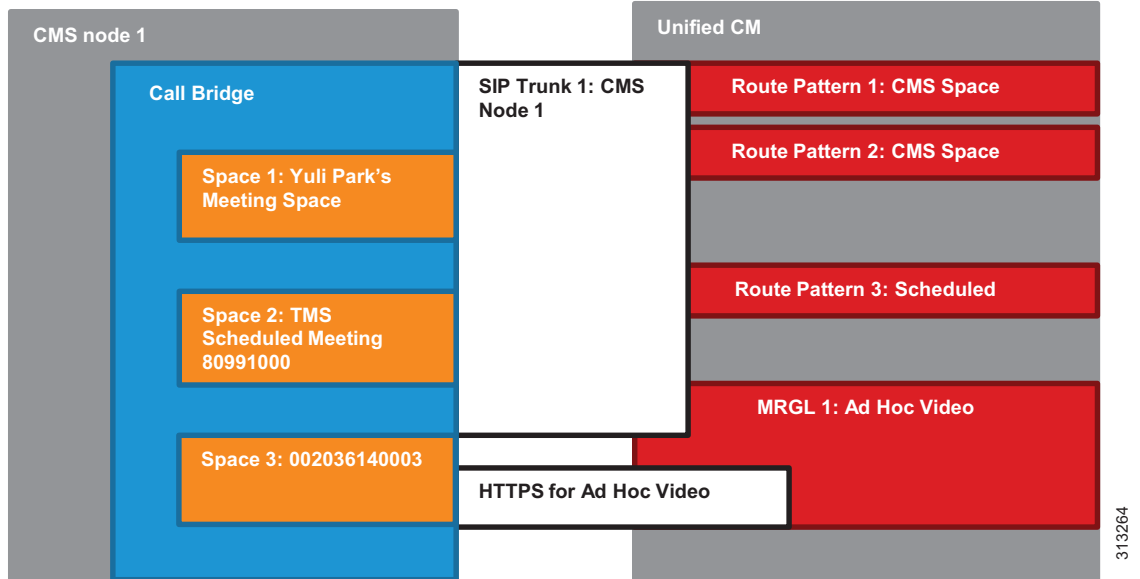 CMS node 1
Call Bridge
Space 1: Yuli Park’s
Meeting Space
Space 2: TMS
Scheduled Meeting
80991000
Space 3: 002036140003
SIP Trunk 1: CMS
Node 1
HTTPS for Ad Hoc Video
Unified CM
Route Pattern 1: CMS Space
Route Pattern 2: CMS Space
Route Pattern 3: Scheduled
MRGL 1: Ad Hoc Video
313264